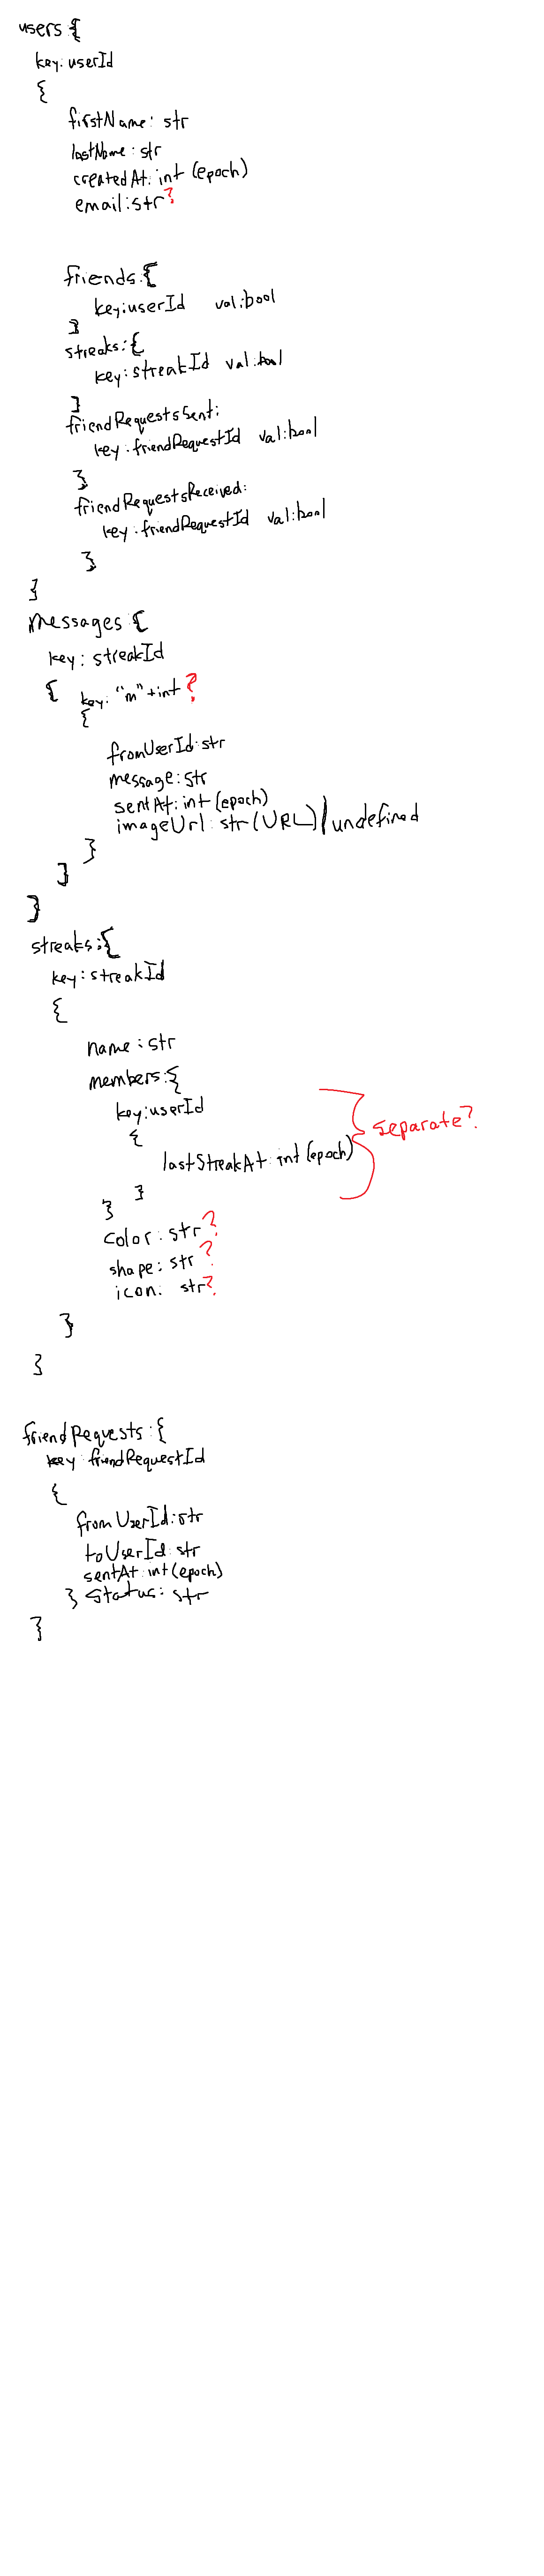 users:{
key:userId
{
firstName: str
lastName: str
createdAt: int (epoch)
email:str?
friends:{
key:userId val:bool
}
streaks:{
key:streakId val:bool
}
friendRequestsSent:
key:friendRequestId val:bool
}
friendRequestsReceived:
key:friendRequestId val:bool
}
}
messages:{
key: streakId
{ key: "m"+int?
{
fromUserId:str
message:str
sentAt:int (epoch)
imageUrl: str (URL)/undefined
}
}
}
streaks:{
key:streakId
{
name:str
members:{
key:userId
{
lastStreakAt:int (epoch)
separate?
}
}
color: str?
shape: str?
icon: str?
}
}
friendRequests:{
key:friendRequestId
{
fromUserId:str
toUserId:str
sentAt:int (epoch)
} status: str
}